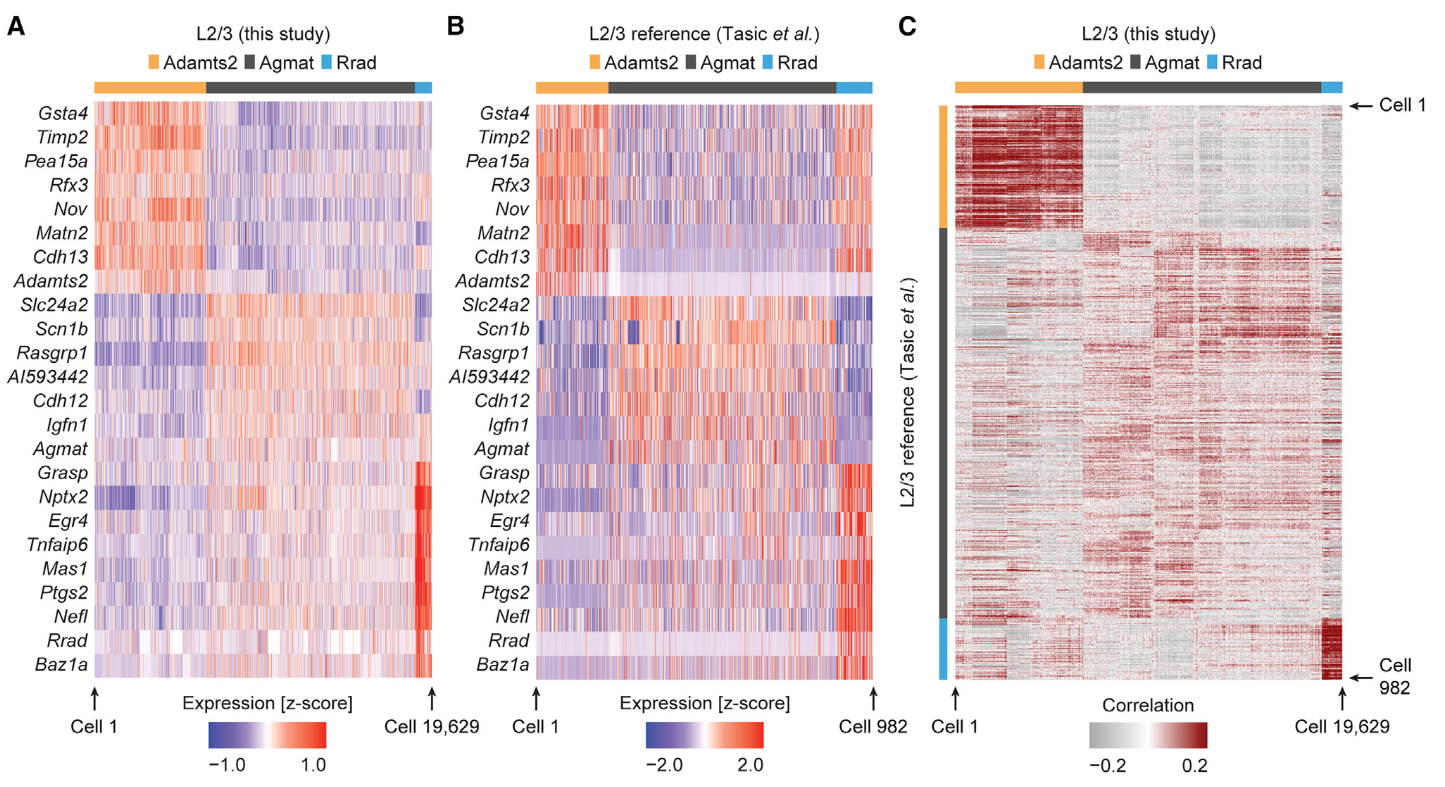 A
L2/3 (this study)
Adamts2 Agmat Rrad
Gsta4
Timp2
Pea15a
Rfx3
Nov
Matn2
Cdh13
Adamts2
Slc24a2
Scn1b
Rasgrp1
AI593442
Cdh12
Igfn1
Agmat
Grasp
Nptx2
Egr4
Tnfaip6
Mas1
Ptgs2
Nefl
Rrad
Baz1a
Cell 1
Expression [z-score]
−1.0 1.0
Cell 19,629
B
L2/3 reference (Tasic et al.)
Adamts2 Agmat Rrad
Gsta4
Timp2
Pea15a
Rfx3
Nov
Matn2
Cdh13
Adamts2
Slc24a2
Scn1b
Rasgrp1
AI593442
Cdh12
Igfn1
Agmat
Grasp
Nptx2
Egr4
Tnfaip6
Mas1
Ptgs2
Nefl
Rrad
Baz1a
Cell 1
Expression [z-score]
−2.0 2.0
Cell 982
C
L2/3 (this study)
Adamts2 Agmat Rrad
L2/3 reference (Tasic et al.)
Cell 1
Cell
982
Cell 1
Correlation
−0.2 0.2
Cell 19,629